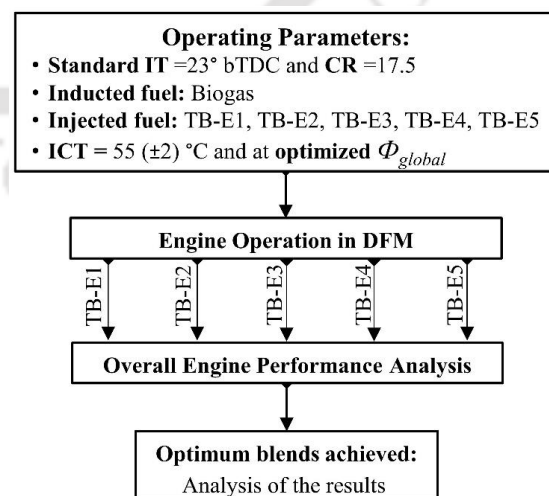 Operating Parameters:
• Standard IT =23° bTDC and CR =17.5
• Inducted fuel: Biogas
• Injected fuel: TB-E1, TB-E2, TB-E3, TB-E4, TB-E5
• ICT = 55 (±2) °C and at optimized Φglobal
Engine Operation in DFM
TB-E1
TB-E2
TB-E3
TB-E4
TB-E5
Overall Engine Performance Analysis
Optimum blends achieved:
Analysis of the results